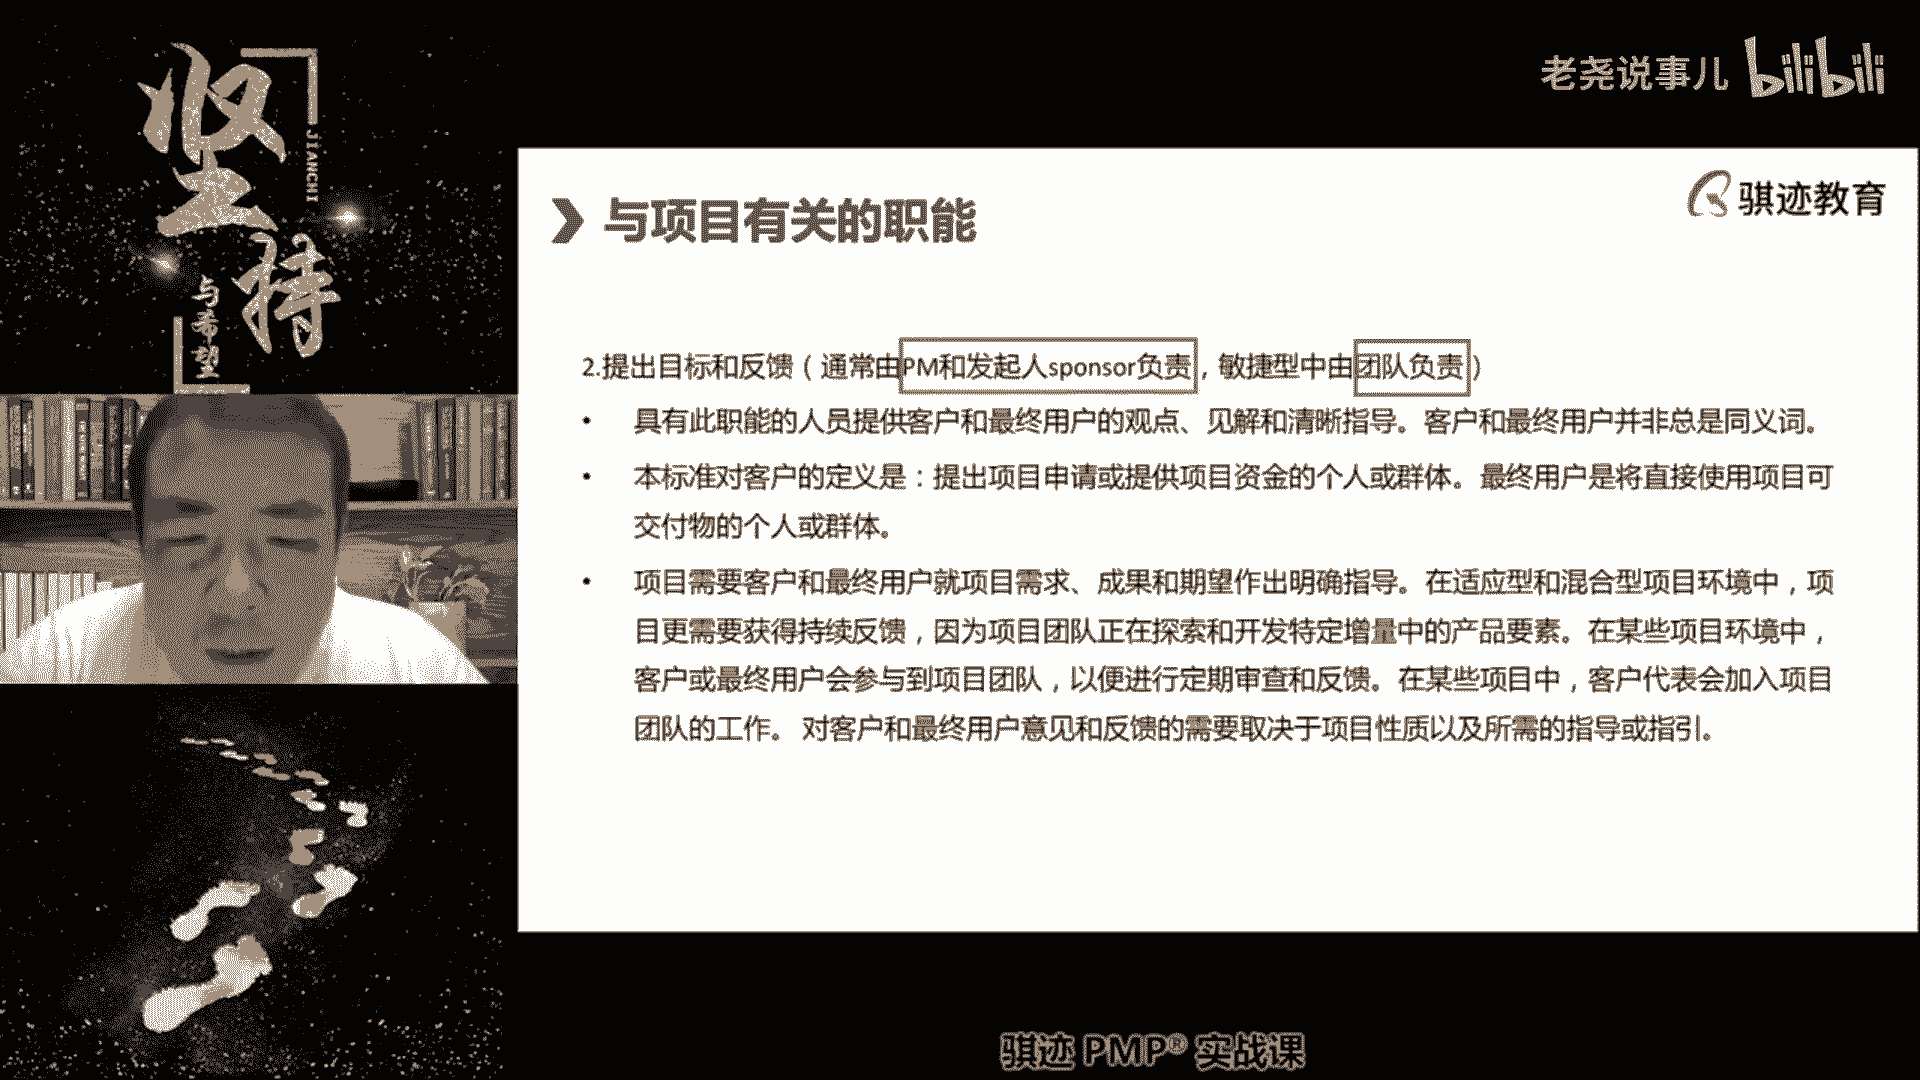 坚持
JIANCHI
与希望
老尧说事儿 bilibili
骐迹教育
与项目有关的职能
2.提出目标和反馈（通常由PM和发起人sponsor负责，敏捷型中由团队负责）
• 具有此职能的人员提供客户和最终用户的观点、见解和清晰指导。客户和最终用户并非总是同义词。
• 本标准对客户的定义是：提出项目申请或提供项目资金的个人或群体。最终用户是将直接使用项目可
交付物的个人或群体。
• 项目需要客户和最终用户就项目需求、成果和期望作出明确指导。在适应型和混合型项目环境中，项
目更需要获得持续反馈，因为项目团队正在探索和开发特定增量中的产品要素。在某些项目环境中，
客户或最终用户会参与到项目团队，以便进行定期审查和反馈。在某些项目中，客户代表会加入项目
团队的工作。 对客户和最终用户意见和反馈的需要取决于项目性质以及所需的指导或指引。
骐迹 PMP® 实战课